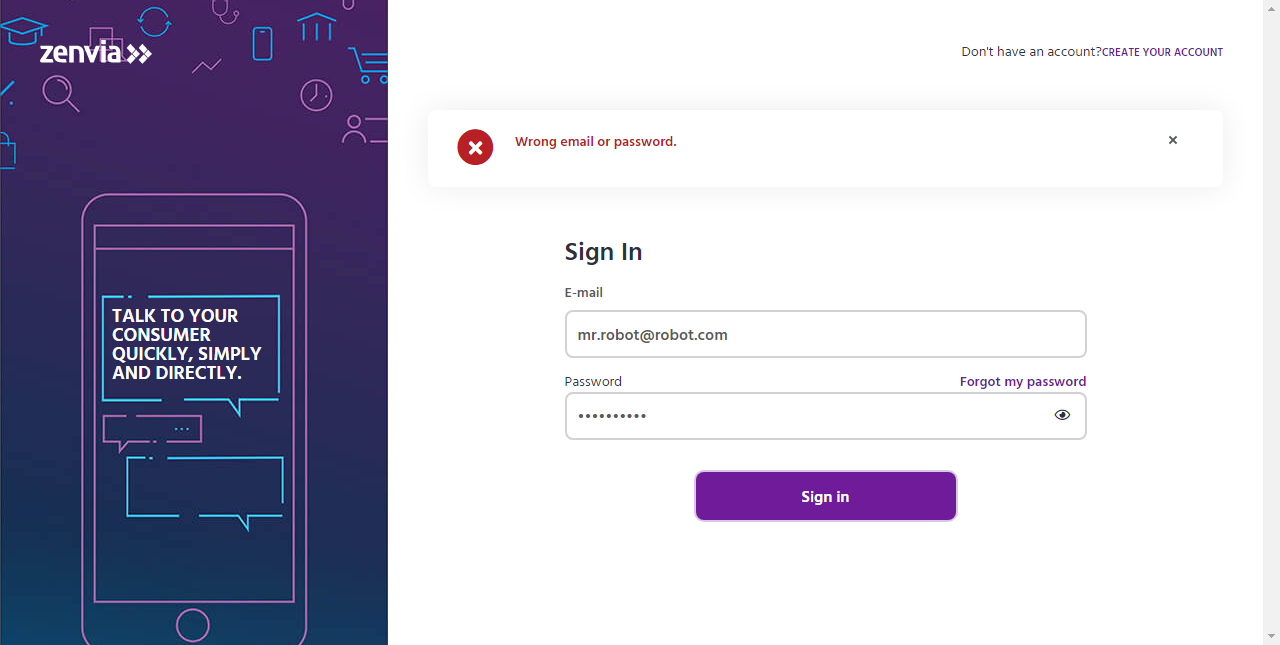 zenvia
Don't have an account? CREATE YOUR ACCOUNT
Wrong email or password.
Sign In
E-mail
mr.robot@robot.com
Password
Forgot my password
••••••••••
Sign in
TALK TO YOUR
CONSUMER
QUICKLY, SIMPLY
AND DIRECTLY.